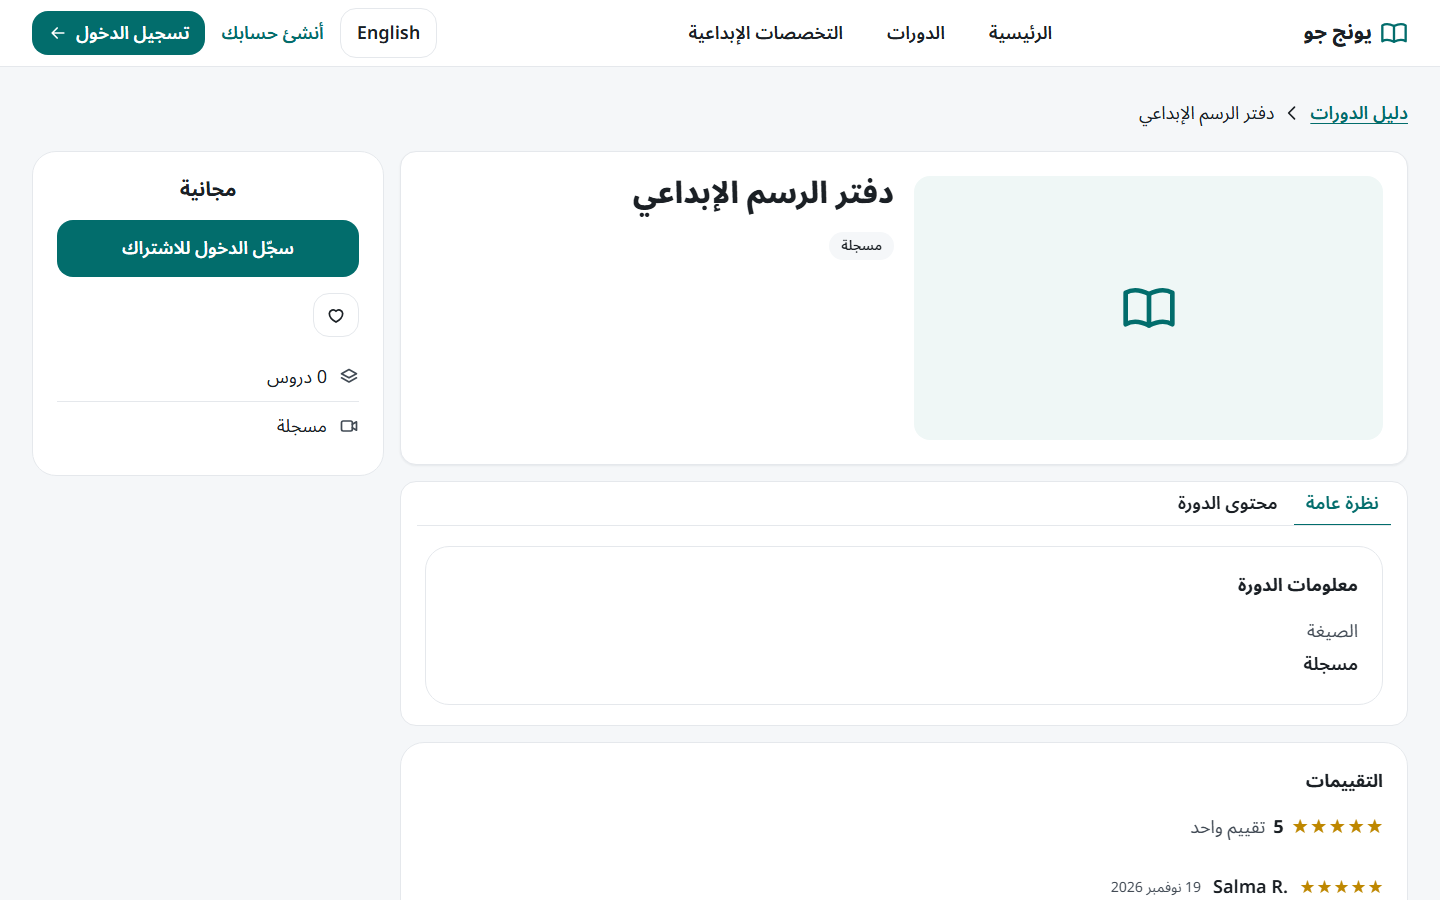 يونج جو
الرئيسية
الدورات
التخصصات الإبداعية
English
أنشئ حسابك
تسجيل الدخول
دليل الدورات
دفتر الرسم الإبداعي
دفتر الرسم الإبداعي
مسجلة
مجانية
سجّل الدخول للاشتراك
0 دروس
مسجلة
نظرة عامة
محتوى الدورة
معلومات الدورة
الصيغة
مسجلة
التقييمات
5 تقييم واحد
Salma R. 19 نوفمبر 2026